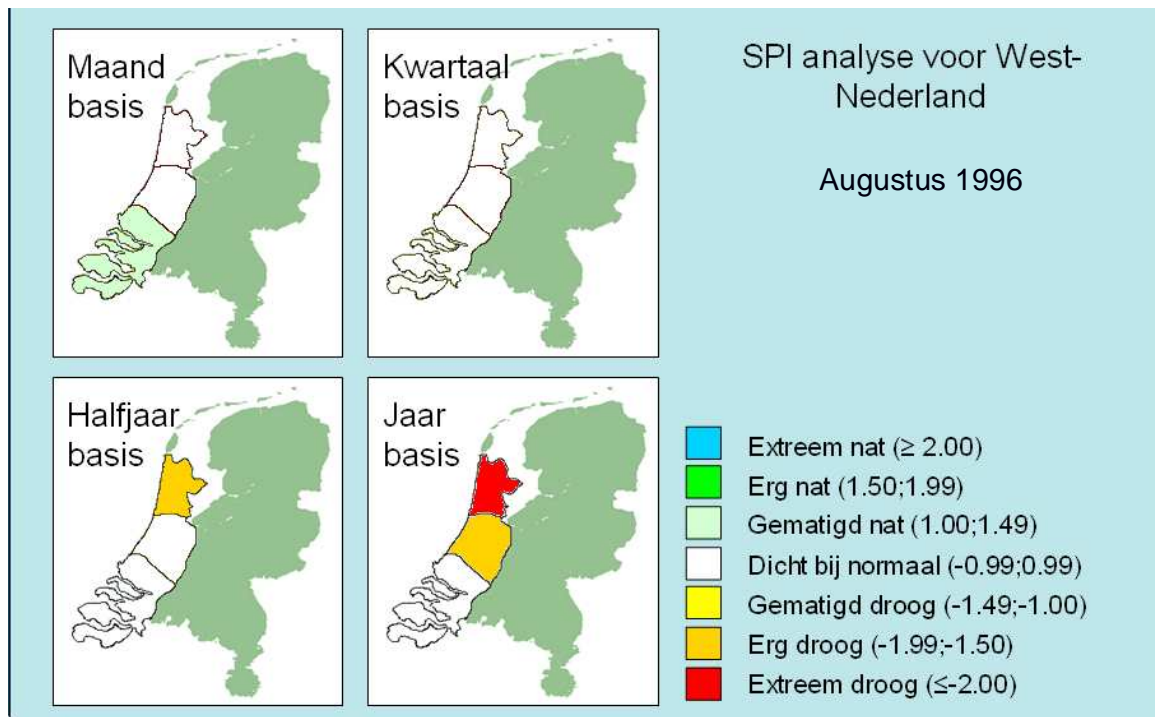 Maand
basis
Kwartaal
basis
SPI analyse voor West-
Nederland
Augustus 1996
Halfjaar
basis
Jaar
basis
Extreem nat (≥ 2.00)
Erg nat (1.50;1.99)
Gematigd nat (1.00;1.49)
Dicht bij normaal (-0.99;0.99)
Gematigd droog (-1.49;-1.00)
Erg droog (-1.99;-1.50)
Extreem droog (≤-2.00)